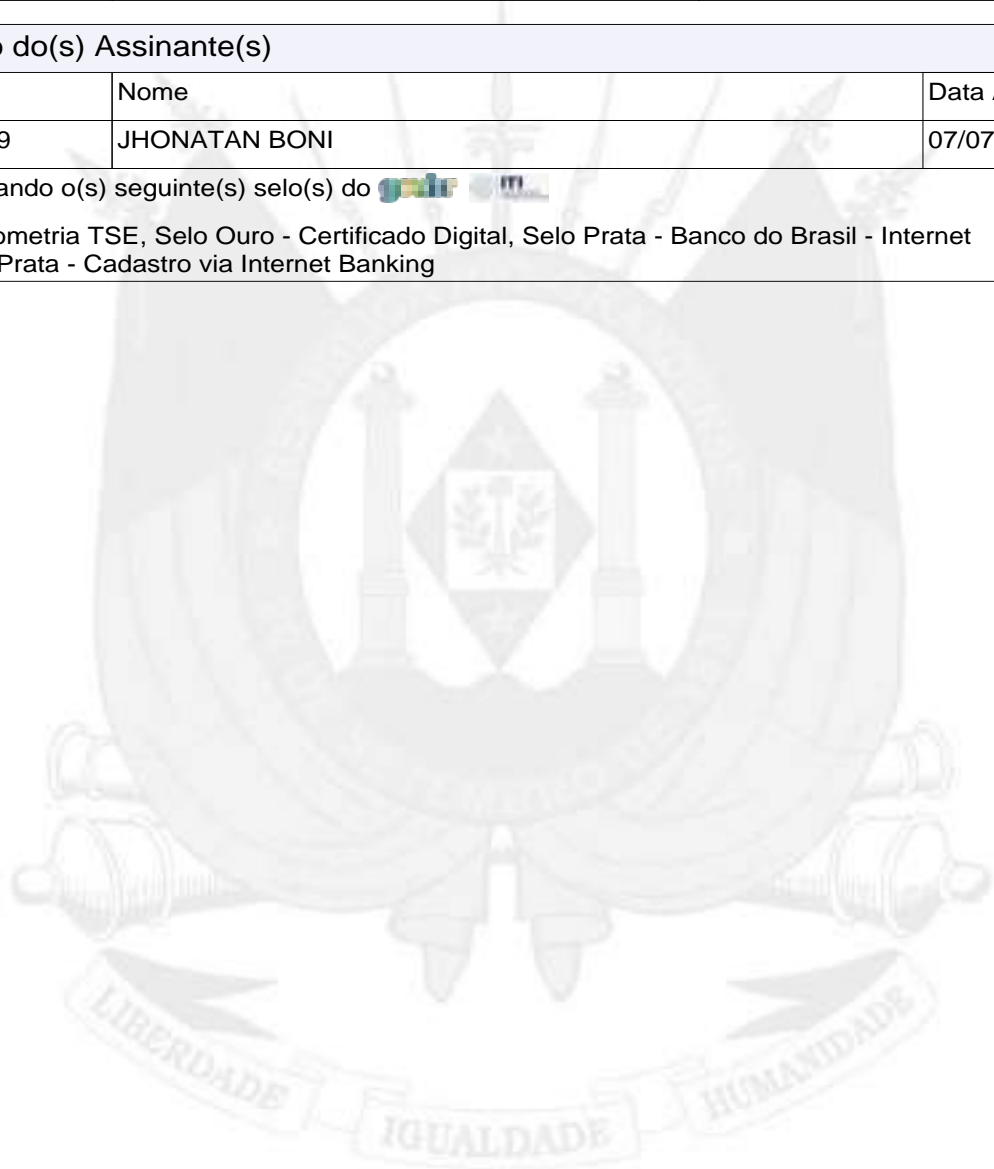 o do(s) Assinante(s)
Nome
Data
9
JHONATAN BONI
07/07
ando o(s) seguinte(s) selo(s) do
ometria TSE, Selo Ouro - Certificado Digital, Selo Prata - Banco do Brasil - Internet
Prata - Cadastro via Internet Banking
LIBERDADE
IGUALDADE
HUMANIDADE